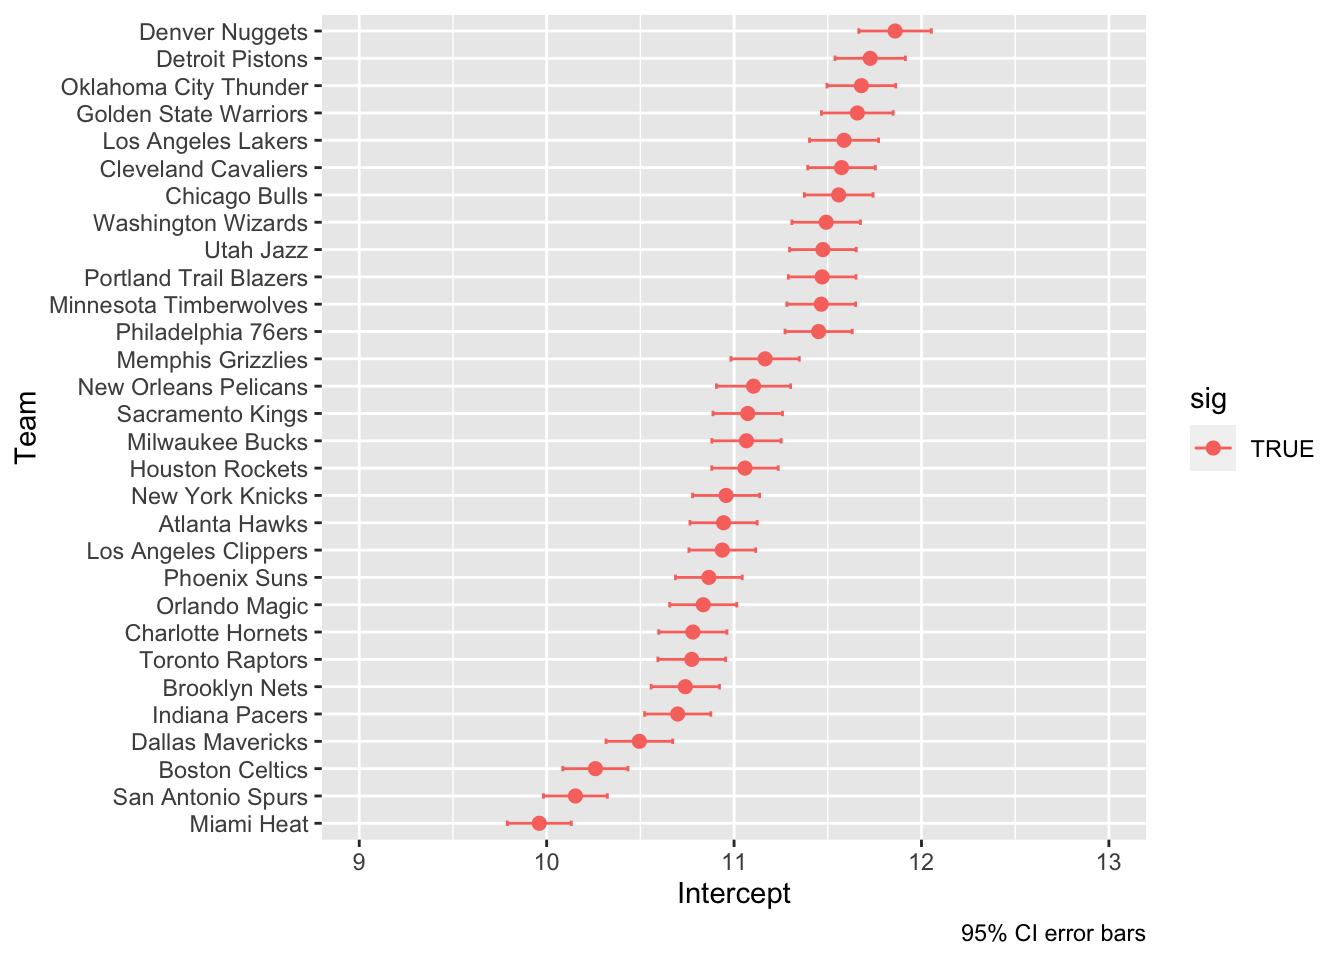 Denver Nuggets
Detroit Pistons
Oklahoma City Thunder
Golden State Warriors
Los Angeles Lakers
Cleveland Cavaliers
Chicago Bulls
Washington Wizards
Utah Jazz
Portland Trail Blazers
Minnesota Timberwolves
Philadelphia 76ers
Memphis Grizzlies
New Orleans Pelicans
Sacramento Kings
Milwaukee Bucks
Houston Rockets
New York Knicks
Atlanta Hawks
Los Angeles Clippers
Phoenix Suns
Orlando Magic
Charlotte Hornets
Toronto Raptors
Brooklyn Nets
Indiana Pacers
Dallas Mavericks
Boston Celtics
San Antonio Spurs
Miami Heat
Team
9 10 11 12 13
Intercept
95% CI error bars
sig
TRUE